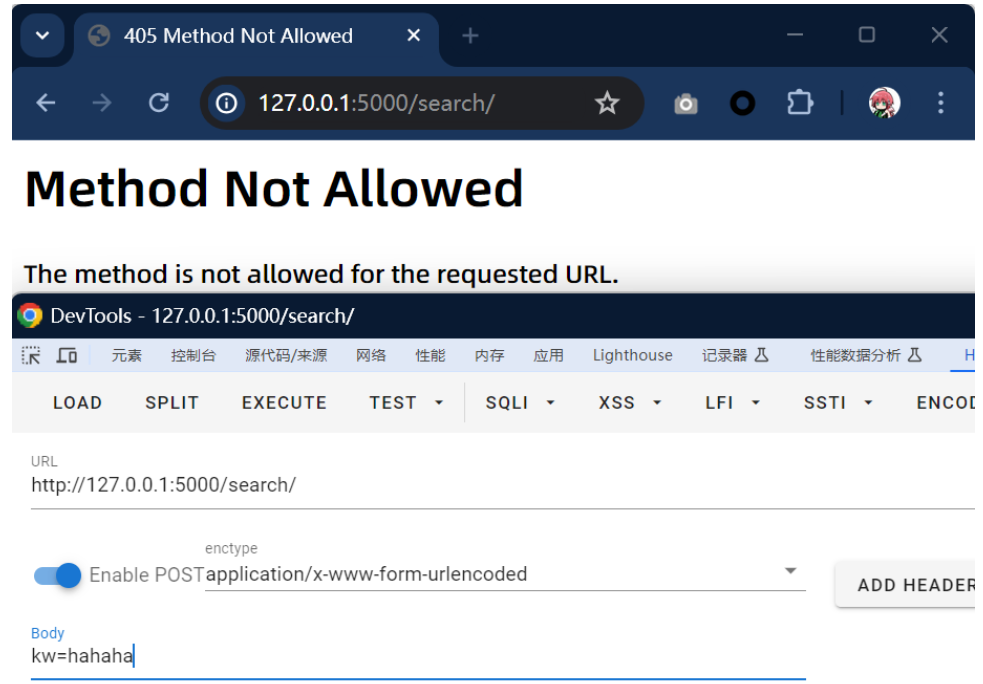 405 Method Not Allowed
127.0.0.1:5000/search/
Method Not Allowed
The method is not allowed for the requested URL.
DevTools - 127.0.0.1:5000/search/
元素 控制台 源代码/来源 网络 性能 内存 应用 Lighthouse 记录器 性能数据分析 H
LOAD SPLIT EXECUTE TEST SQLI XSS LFI SSTI ENCOD
URL
http://127.0.0.1:5000/search/
enctype
Enable POST application/x-www-form-urlencoded
ADD HEADER
Body
kw=hahaha